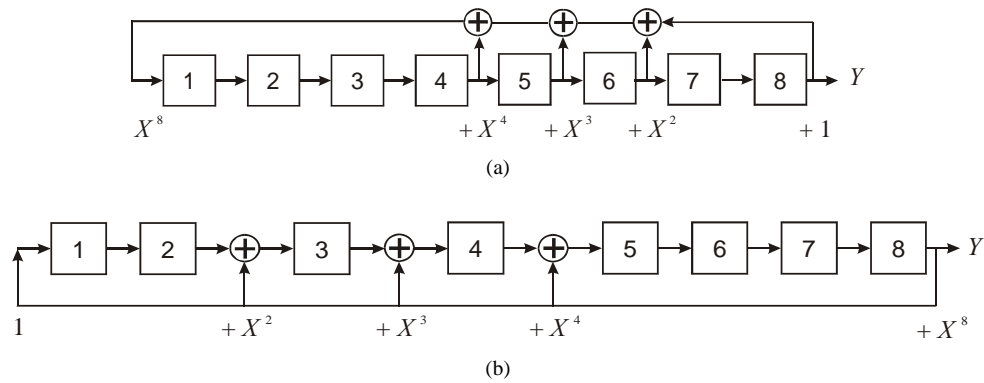 1 2 3 4 5 6 7 8 Y
X^8 + X^4 + X^3 + X^2 + 1
(a)
1 2 3 4 5 6 7 8 Y
1 + X^2 + X^3 + X^4 + X^8
(b)